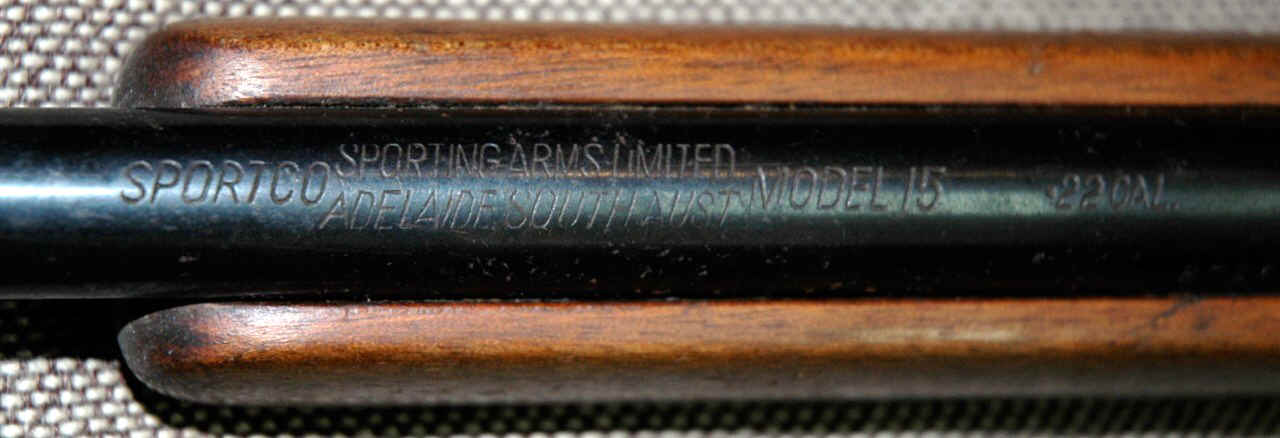 SPORTCO
SPORTING ARMS LIMITED
ADELAIDE SOUTH AUST
MODEL 15
.22 CAL.